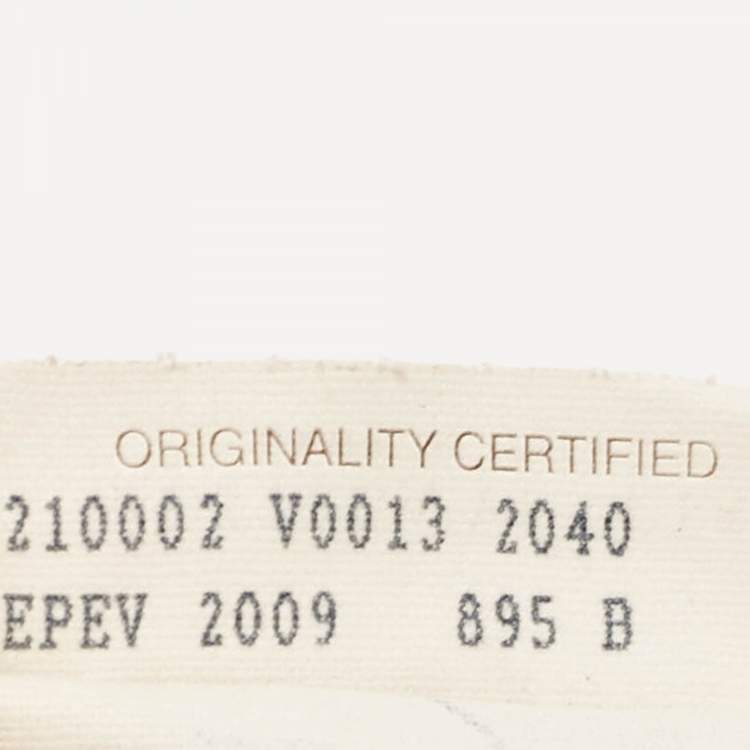 ORIGINALITY CERTIFIED
210002 V0013 2040
EPEV 2009 895 B